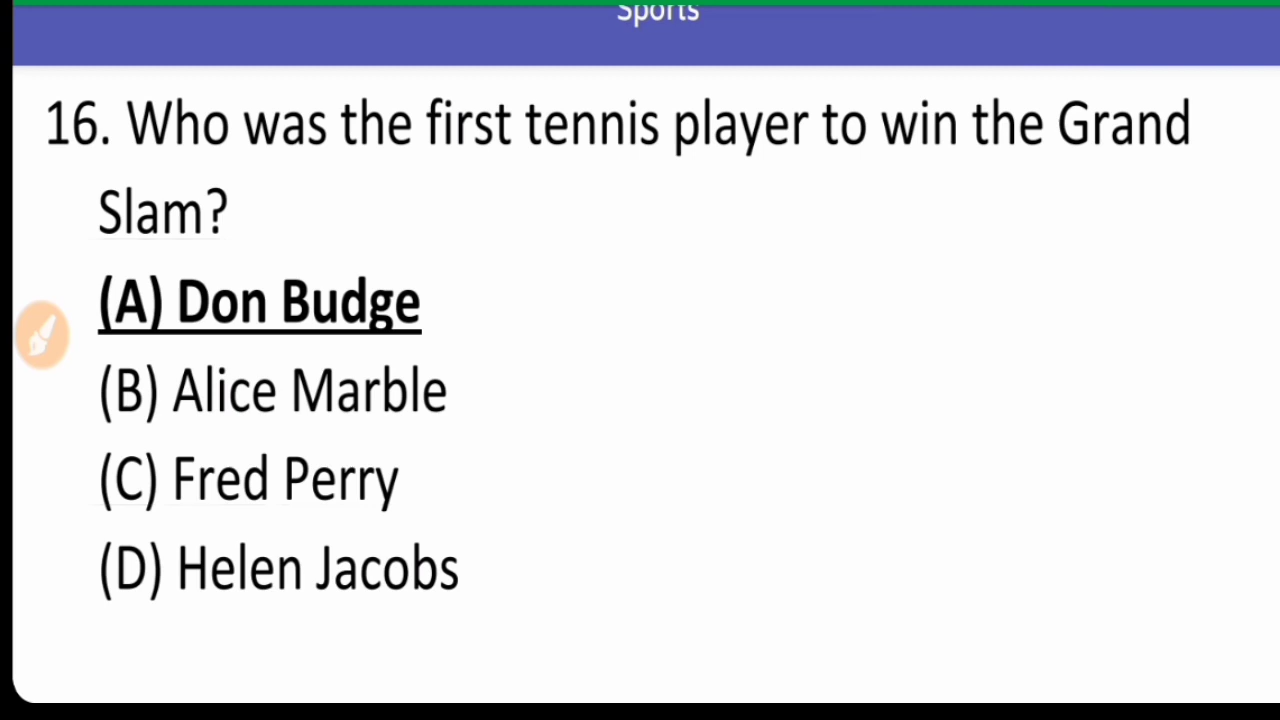 Sports
16. Who was the first tennis player to win the Grand
Slam?
(A) Don Budge
(B) Alice Marble
(C) Fred Perry
(D) Helen Jacobs